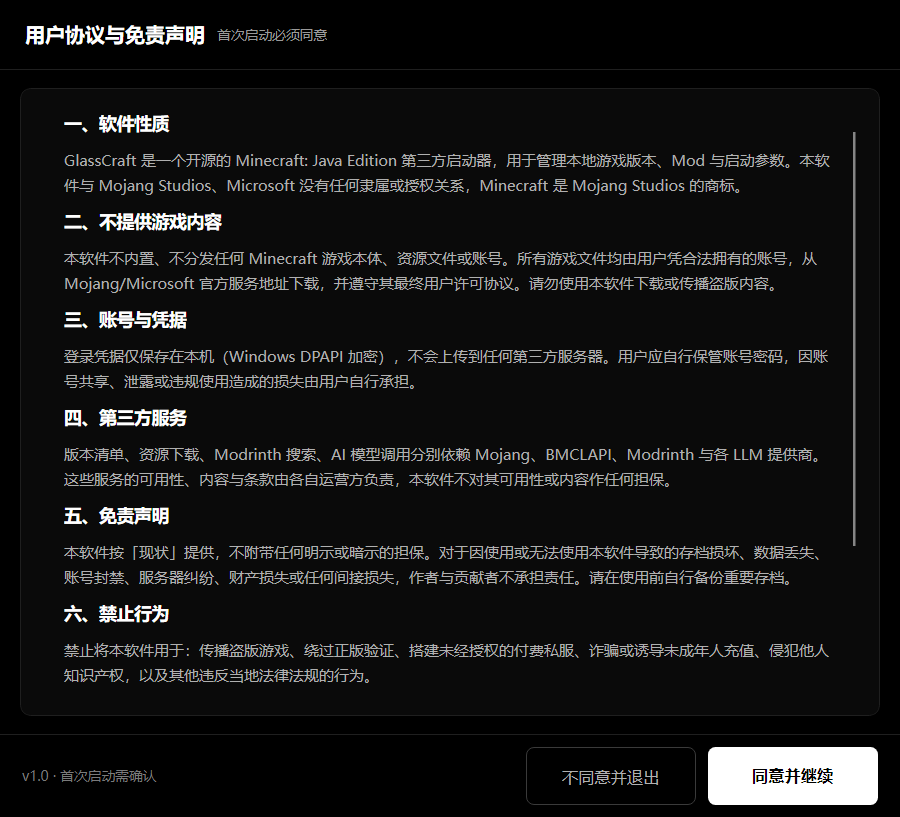 用户协议与免责声明 首次启动必须同意
一、软件性质
GlassCraft 是一个开源的 Minecraft: Java Edition 第三方启动器，用于管理本地游戏版本、Mod 与启动参数。本软
件与 Mojang Studios、Microsoft 没有任何隶属或授权关系，Minecraft 是 Mojang Studios 的商标。
二、不提供游戏内容
本软件不内置、不分发任何 Minecraft 游戏本体、资源文件或账号。所有游戏文件均由用户凭合法拥有的账号，从
Mojang/Microsoft 官方服务地址下载，并遵守其最终用户许可协议。请勿使用本软件下载或传播盗版内容。
三、账号与凭据
登录凭据仅保存在本机（Windows DPAPI 加密），不会上传到任何第三方服务器。用户应自行保管账号密码，因账
号共享、泄露或违规使用造成的损失由用户自行承担。
四、第三方服务
版本清单、资源下载、Modrinth 搜索、AI 模型调用分别依赖 Mojang、BMCLAPI、Modrinth 与各 LLM 提供商。
这些服务的可用性、内容与条款由各自运营方负责，本软件不对其可用性或内容作任何担保。
五、免责声明
本软件按「现状」提供，不附带任何明示或暗示的担保。对于因使用或无法使用本软件导致的存档损坏、数据丢失、
账号封禁、服务器纠纷、财产损失或任何间接损失，作者与贡献者不承担责任。请在使用前自行备份重要存档。
六、禁止行为
禁止将本软件用于：传播盗版游戏、绕过正版验证、搭建未经授权的付费私服、诈骗或诱导未成年人充值、侵犯他人
知识产权，以及其他违反当地法律法规的行为。
v1.0 · 首次启动需确认
不同意并退出
同意并继续